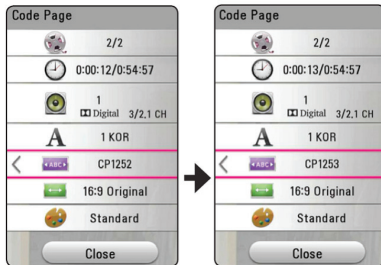 Code Page
2/2
0:00:12/0:54:57
1
Digital 3/2.1 CH
A 1 KOR
ABC CP1252
16:9 Original
Standard
Close
Code Page
2/2
0:00:13/0:54:57
1
Digital 3/2.1 CH
A 1 KOR
ABC CP1253
16:9 Original
Standard
Close